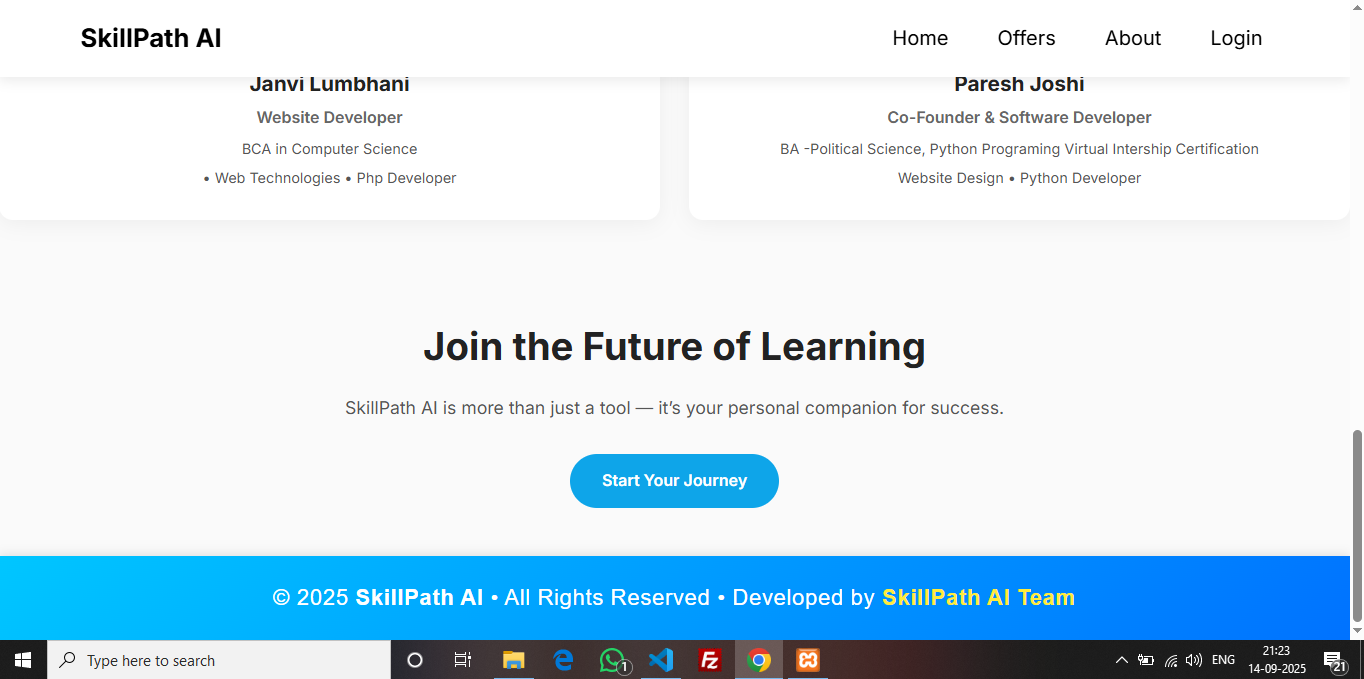 SkillPath AI Home Offers About Login
Janvi Lumbhani
Website Developer
BCA in Computer Science
• Web Technologies • Php Developer
Paresh Joshi
Co-Founder & Software Developer
BA -Political Science, Python Programing Virtual Intership Certification
Website Design • Python Developer
Join the Future of Learning
SkillPath AI is more than just a tool — it’s your personal companion for success.
Start Your Journey
© 2025 SkillPath AI • All Rights Reserved • Developed by SkillPath AI Team
Type here to search
1
ENG
21:23
14-09-2025
21